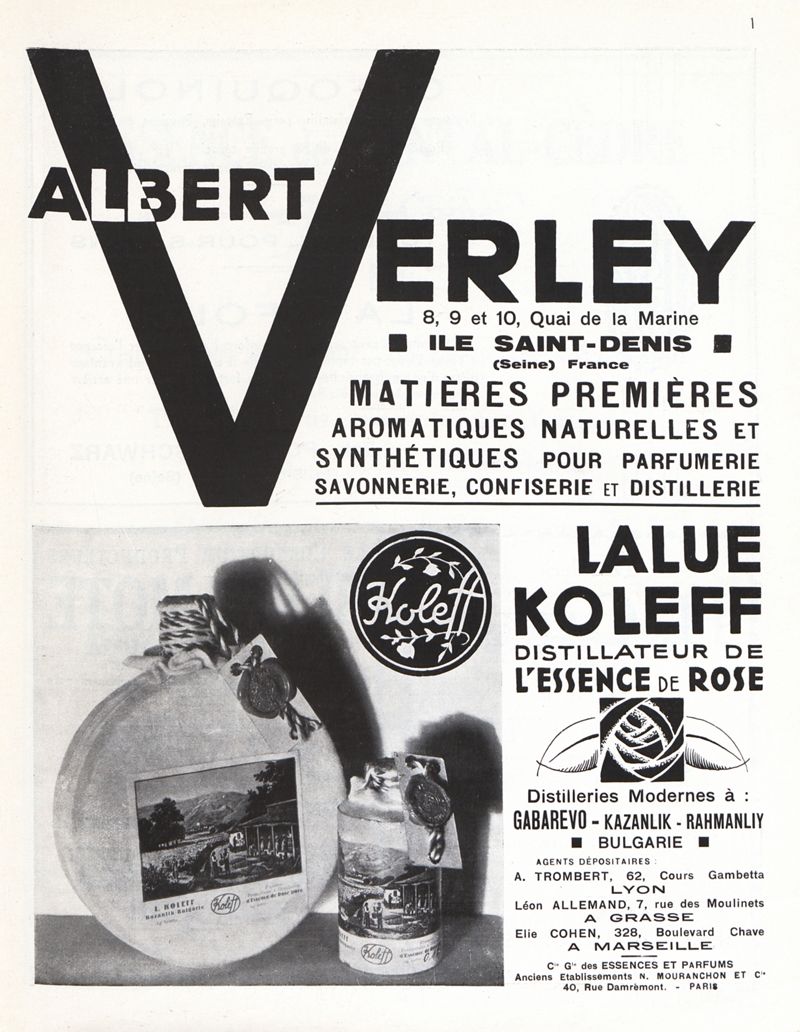 1
ALBERT
VERLEY
8, 9 et 10, Quai de la Marine
ILE SAINT-DENIS
(Seine) France
MATIÈRES PREMIÈRES
AROMATIQUES NATURELLES ET
SYNTHÉTIQUES POUR PARFUMERIE
SAVONNERIE, CONFISERIE ET DISTILLERIE
Koleff
L. KOLEFF
Kazanlik-Bulgarie
Koleff
d'Essence de Rose
Koleff
LALUE
KOLEFF
DISTILLATEUR DE
L'ESSENCE DE ROSE
Distilleries Modernes à :
GABAREVO - KAZANLIK - RAHMANLIY
BULGARIE
AGENTS DÉPOSITAIRES :
A. TROMBERT, 62, Cours Gambetta
LYON
Léon ALLEMAND, 7, rue des Moulinets
A GRASSE
Elie COHEN, 328, Boulevard Chave
A MARSEILLE
Cie Gle des ESSENCES ET PARFUMS
Anciens Etablissements N. MOURANCHON ET Cie
40, Rue Damrèmont. - PARIS